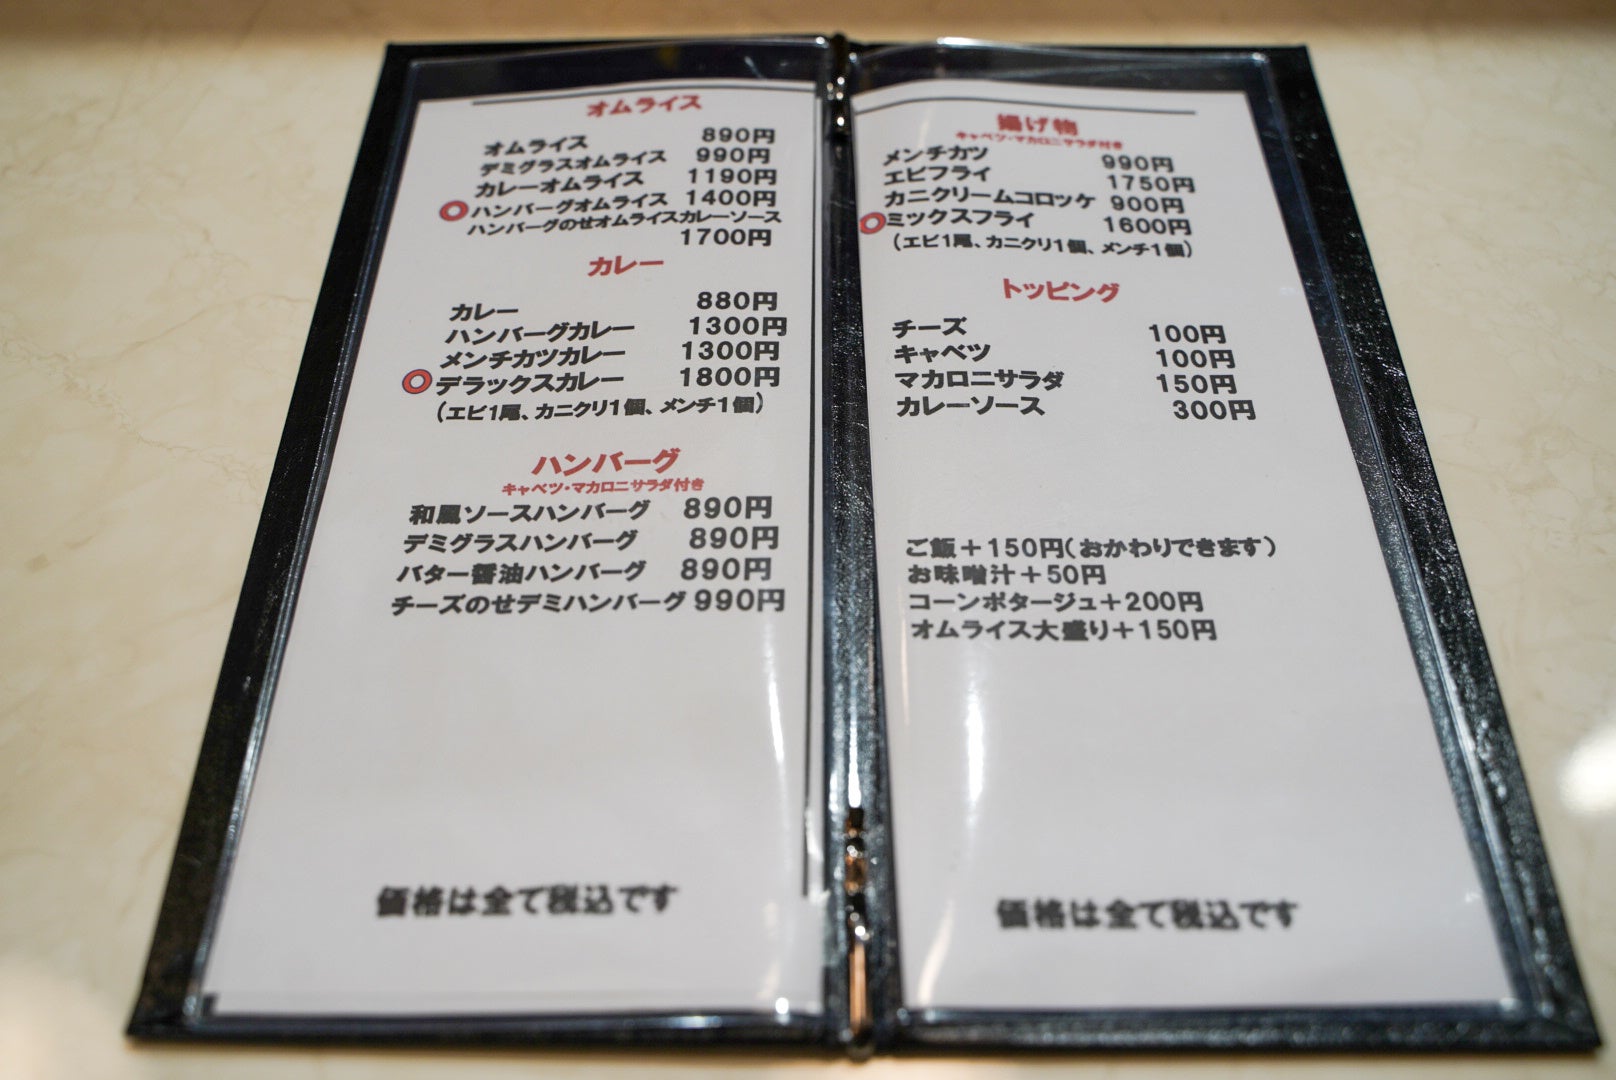 オムライス
オムライス 890円
デミグラスオムライス 990円
カレーオムライス 1190円
ハンバーグオムライス 1400円
ハンバーグのせオムライスカレーソース
1700円
カレー
カレー 880円
ハンバーグカレー 1300円
メンチカツカレー 1300円
デラックスカレー 1800円
(エビ1尾、カニクリ1個、メンチ1個)
ハンバーグ
キャベツ・マカロニサラダ付き
和風ソースハンバーグ 890円
デミグラスハンバーグ 890円
バター醤油ハンバーグ 890円
チーズのせデミハンバーグ 990円
価格は全て税込です
揚げ物
キャベツ・マカロニサラダ付き
メンチカツ 990円
エビフライ 1750円
カニクリームコロッケ 900円
ミックスフライ 1600円
(エビ1尾、カニクリ1個、メンチ1個)
トッピング
チーズ 100円
キャベツ 100円
マカロニサラダ 150円
カレーソース 300円
ご飯+150円(おかわりできます)
お味噌汁+50円
コーンポタージュ+200円
オムライス大盛り+150円
価格は全て税込です